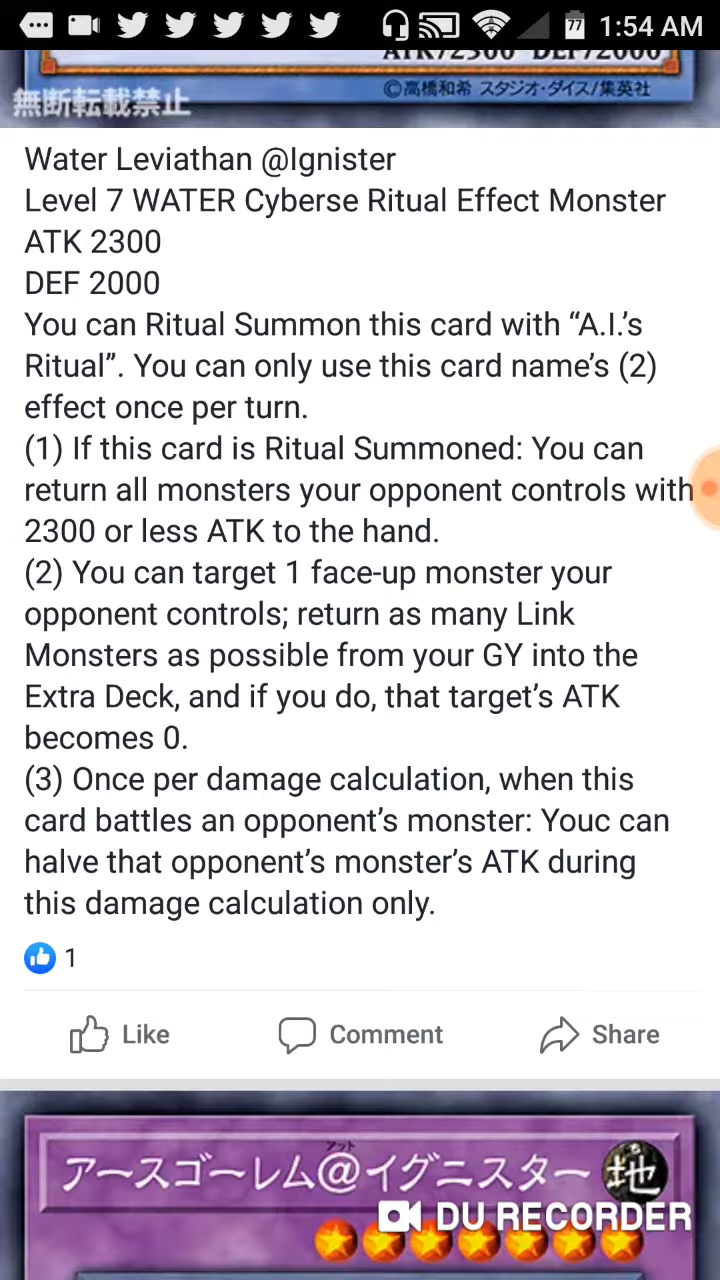 77 1:54 AM
ATK/2300 DEF/2000
©高橋和希 スタジオ・ダイス/集英社
無断転載禁止
Water Leviathan @Ignister
Level 7 WATER Cyberse Ritual Effect Monster
ATK 2300
DEF 2000
You can Ritual Summon this card with “A.I.’s
Ritual”. You can only use this card name’s (2)
effect once per turn.
(1) If this card is Ritual Summoned: You can
return all monsters your opponent controls with
2300 or less ATK to the hand.
(2) You can target 1 face-up monster your
opponent controls; return as many Link
Monsters as possible from your GY into the
Extra Deck, and if you do, that target’s ATK
becomes 0.
(3) Once per damage calculation, when this
card battles an opponent’s monster: Youc can
halve that opponent’s monster’s ATK during
this damage calculation only.
1
Like Comment Share
アット
アースゴーレム@イグニスター 地
DU RECORDER